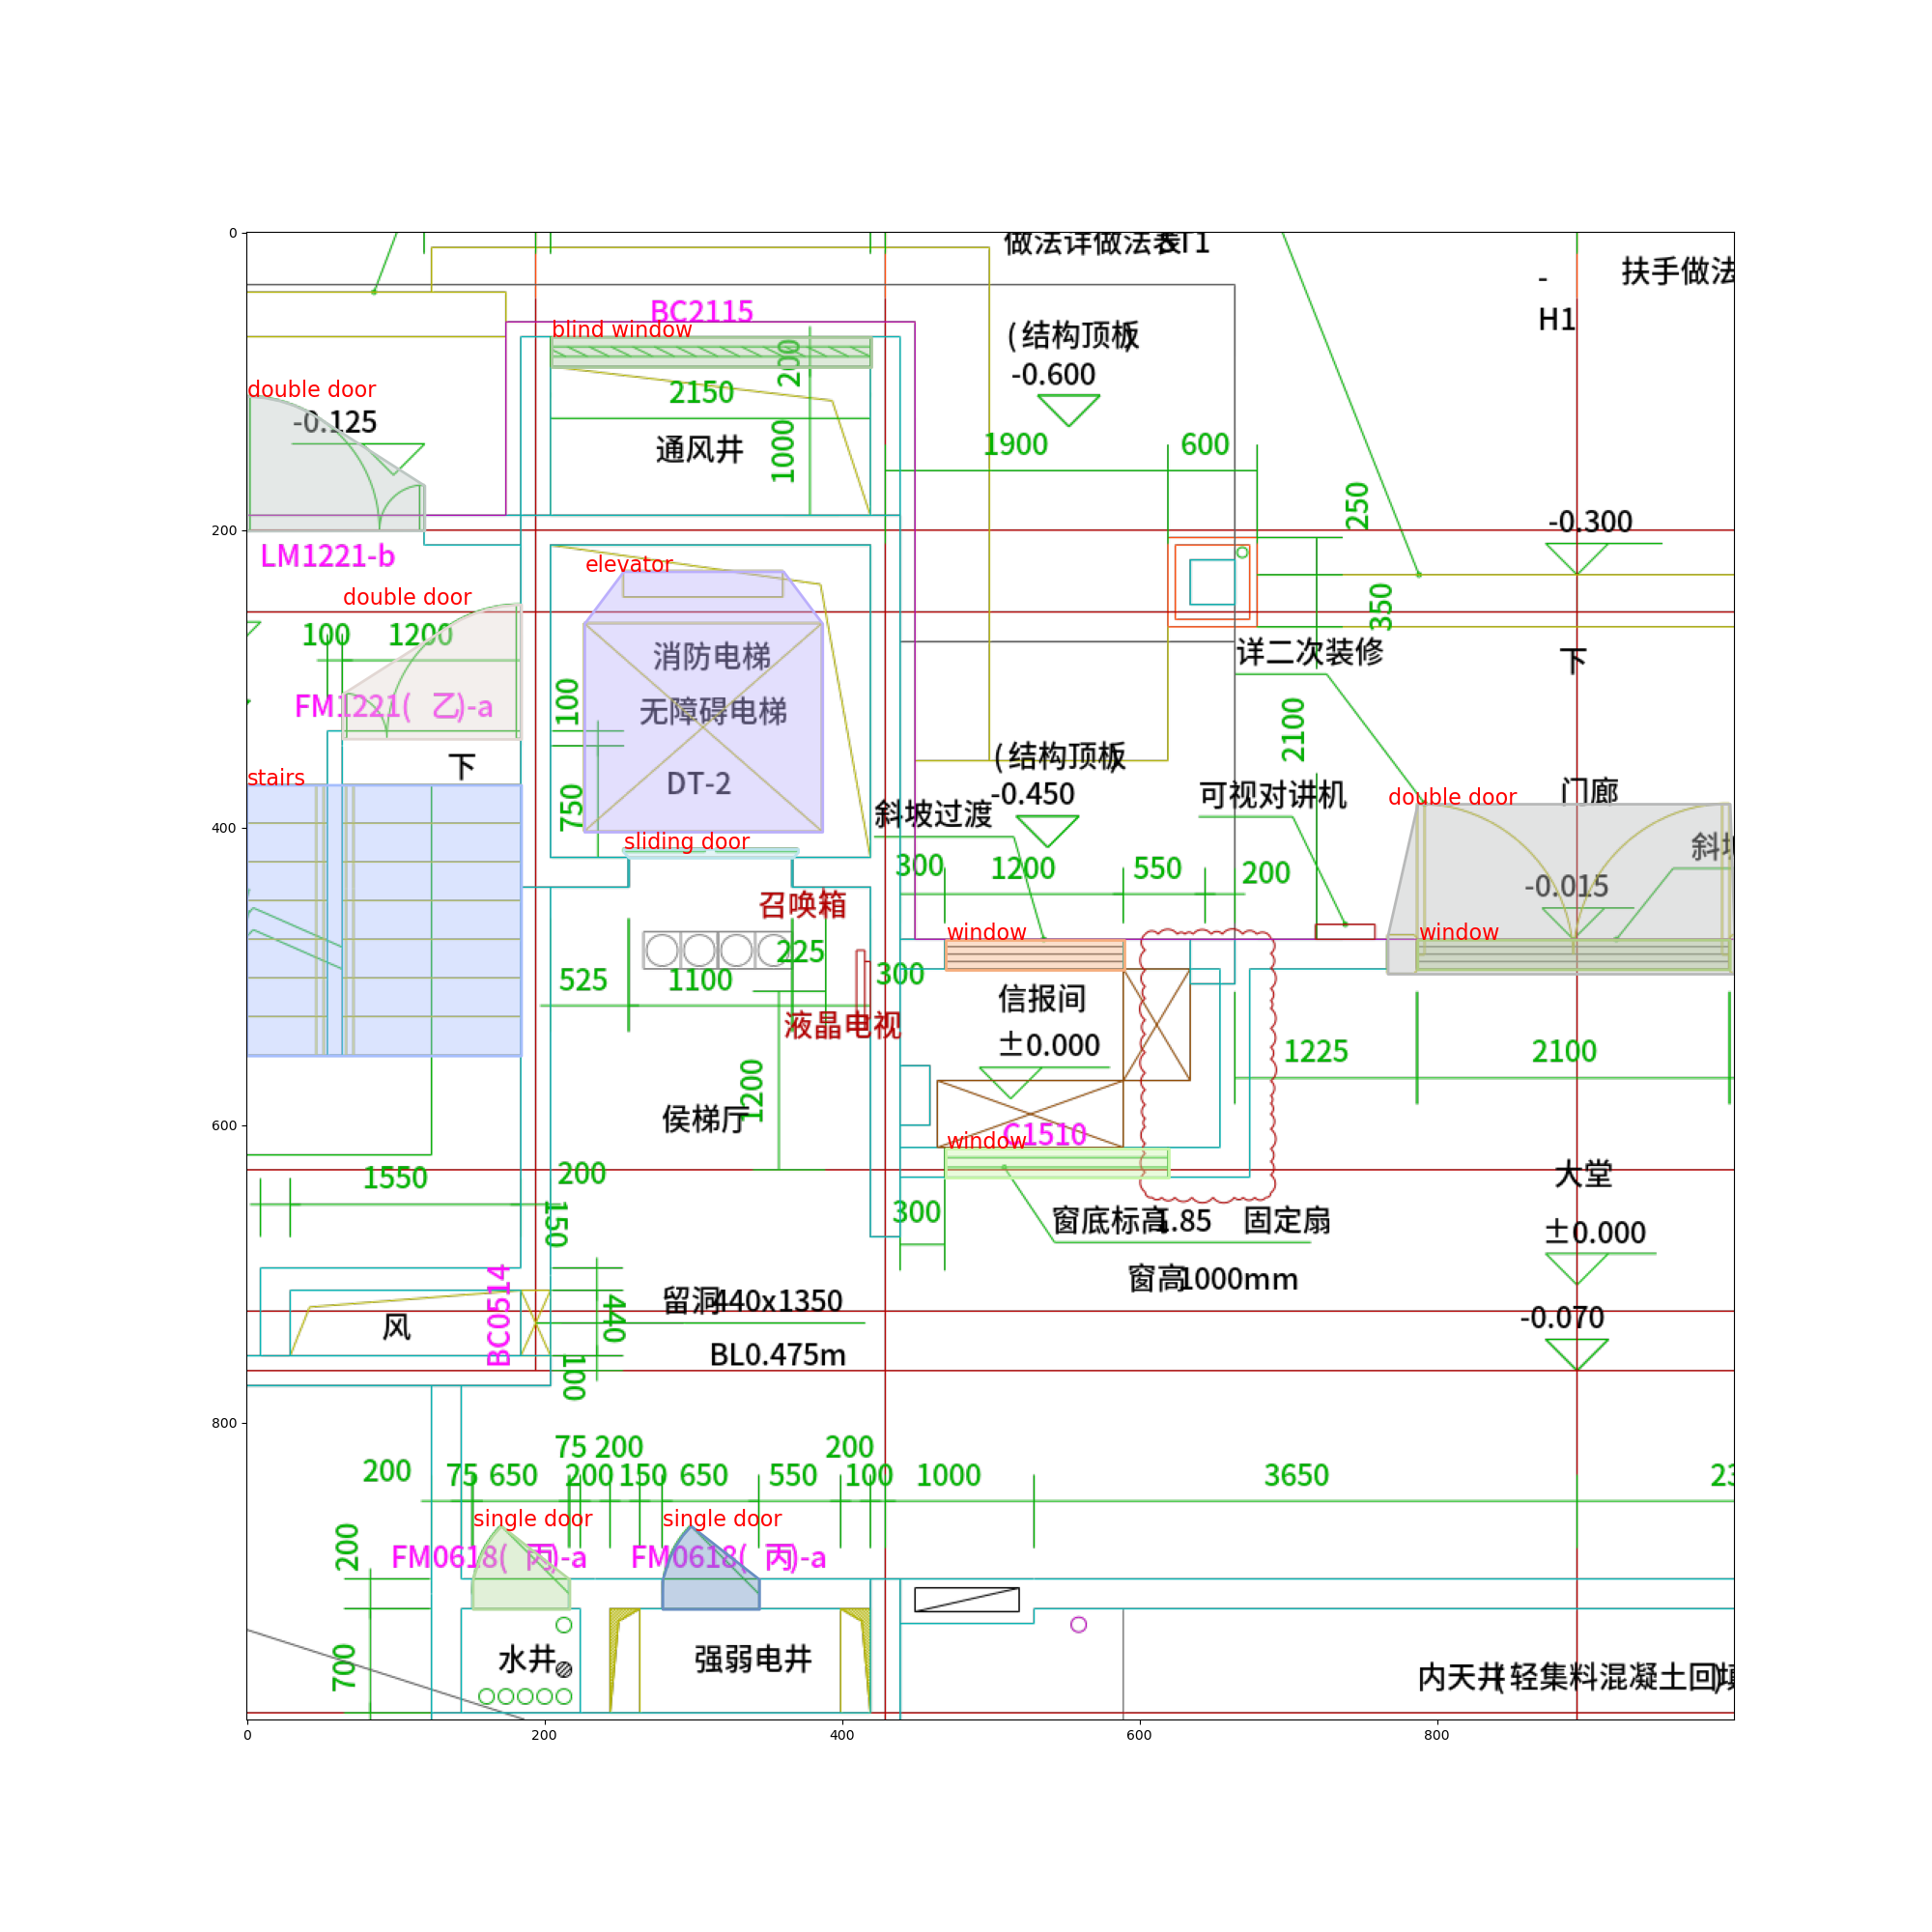 0
200
400
600
800
0
200
400
600
800
做法详做法表
-
扶手做法
H1
BC2115
blind window
(结构顶板)
-0.600
200
2150
1000
通风井
double door
-0.125
1900
600
250
-0.300
LM1221-b
elevator
double door
100
1200
350
消防电梯
详二次装修
下
FM1221(乙)-a
无障碍电梯
100
2100
下
(结构顶板)
stairs
DT-2
-0.450
可视对讲机
门廊
double door
750
斜坡过渡
sliding door
300
1200
550
200
-0.015
召唤箱
window
window
225
525
1100
300
信报间
液晶电视
±0.000
1225
2100
1200
侯梯厅
C1510
window
1550
200
大堂
150
300
窗底标高1.85
固定扇
±0.000
BC0514
窗高1000mm
留洞440x1350
风
440
-0.070
BL0.475m
100
75
200
200
200
75
650
200
150
650
550
100
1000
3650
single door
single door
200
FM0618(丙)-a
FM0618(丙)-a
700
水井
强弱电井
内天井(轻集料混凝土回填)